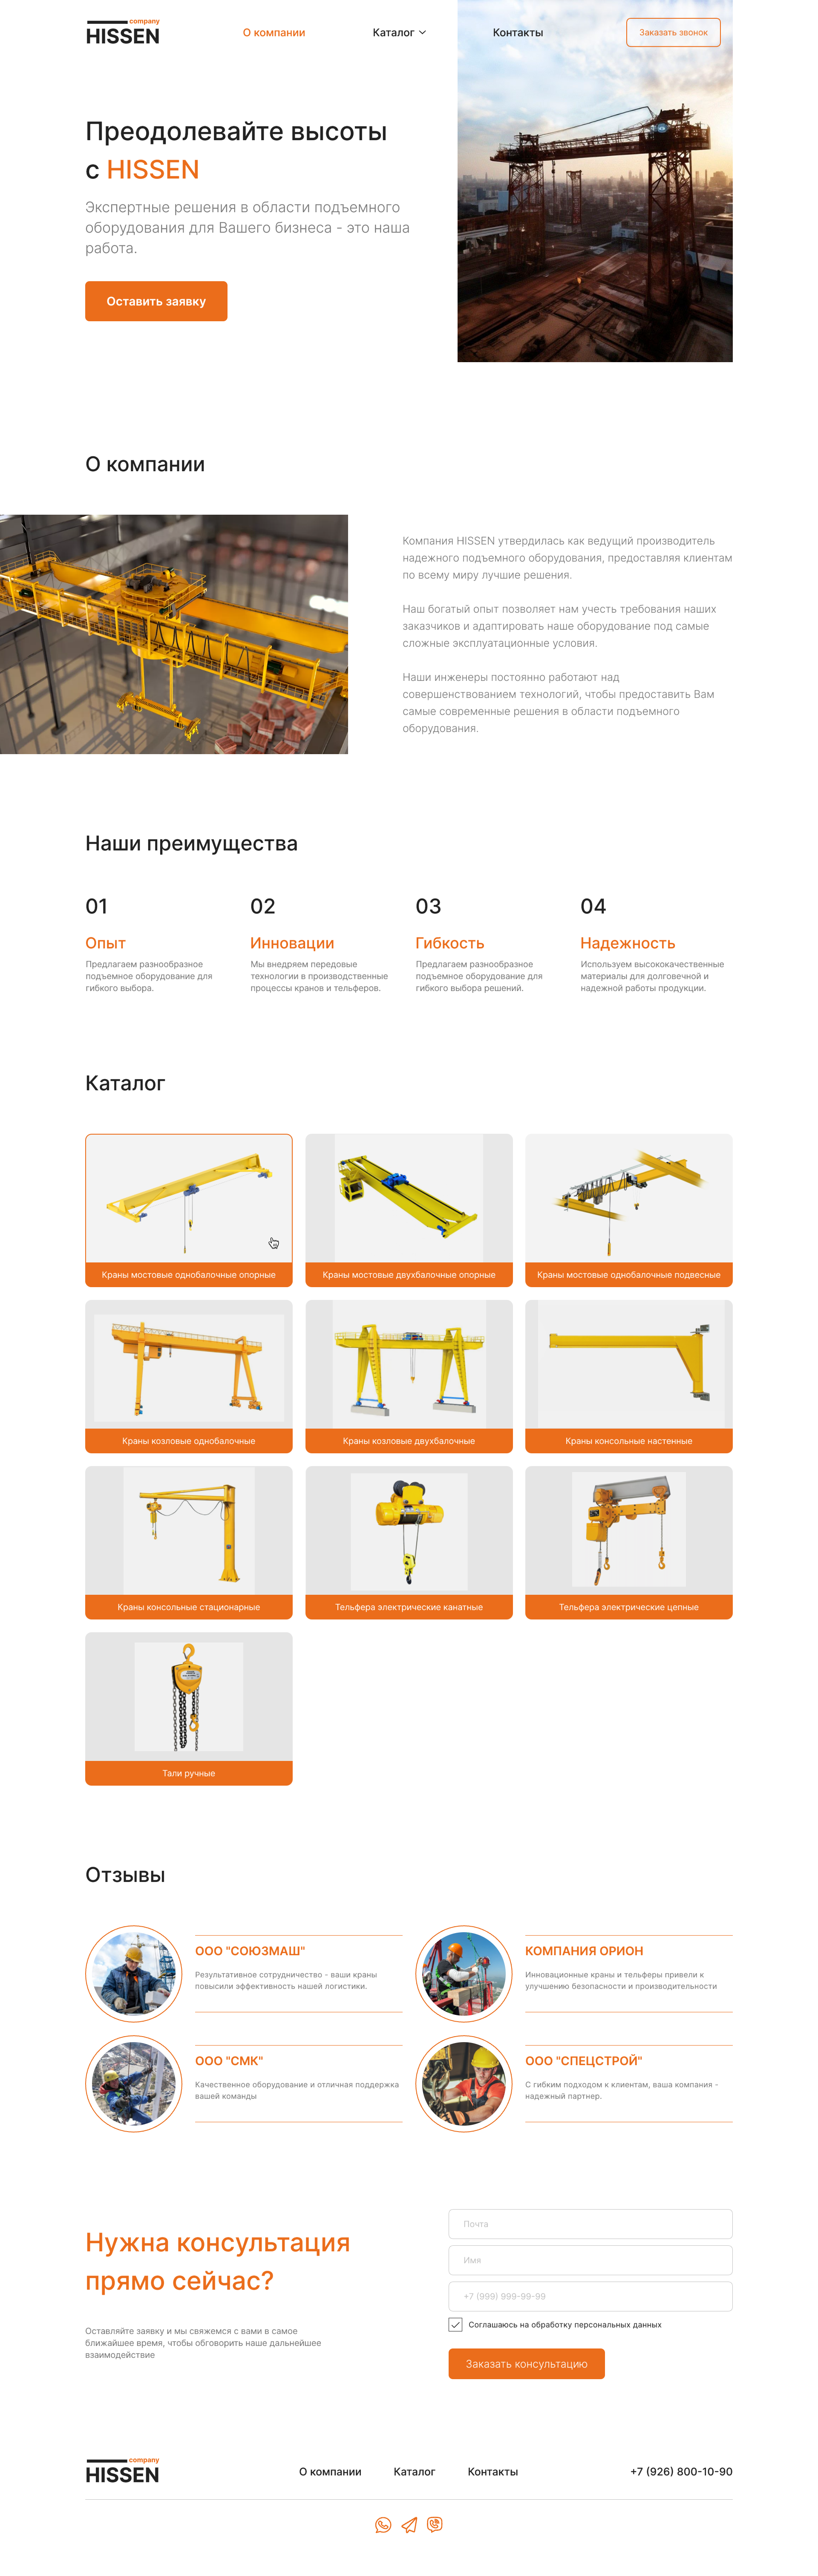 company
HISSEN
О компании
Каталог
Контакты
Заказать звонок
Преодолевайте высоты
с HISSEN
Экспертные решения в области подъемного
оборудования для Вашего бизнеса - это наша
работа.
Оставить заявку
О компании
Компания HISSEN утвердилась как ведущий производитель
надежного подъемного оборудования, предоставляя клиентам
по всему миру лучшие решения.
Наш богатый опыт позволяет нам учесть требования наших
заказчиков и адаптировать наше оборудование под самые
сложные эксплуатационные условия.
Наши инженеры постоянно работают над
совершенствованием технологий, чтобы предоставить Вам
самые современные решения в области подъемного
оборудования.
Наши преимущества
01
Опыт
Предлагаем разнообразное
подъемное оборудование для
гибкого выбора.
02
Инновации
Мы внедряем передовые
технологии в производственные
процессы кранов и тельферов.
03
Гибкость
Предлагаем разнообразное
подъемное оборудование для
гибкого выбора решений.
04
Надежность
Используем высококачественные
материалы для долговечной и
надежной работы продукции.
Каталог
Краны мостовые однобалочные опорные
Краны мостовые двухбалочные опорные
Краны мостовые однобалочные подвесные
Краны козловые однобалочные
Краны козловые двухбалочные
Краны консольные настенные
Краны консольные стационарные
Тельфера электрические канатные
Тельфера электрические цепные
Тали ручные
Отзывы
ООО "СОЮЗМАШ"
Результативное сотрудничество - ваши краны
повысили эффективность нашей логистики.
КОМПАНИЯ ОРИОН
Инновационные краны и тельферы привели к
улучшению безопасности и производительности
ООО "СМК"
Качественное оборудование и отличная поддержка
вашей команды
ООО "СПЕЦСТРОЙ"
С гибким подходом к клиентам, ваша компания -
надежный партнер.
Нужна консультация
прямо сейчас?
Оставляйте заявку и мы свяжемся с вами в самое
ближайшее время, чтобы обговорить наше дальнейшее
взаимодействие
Почта
Имя
+7 (999) 999-99-99
Соглашаюсь на обработку персональных данных
Заказать консультацию
company
HISSEN
О компании
Каталог
Контакты
+7 (926) 800-10-90